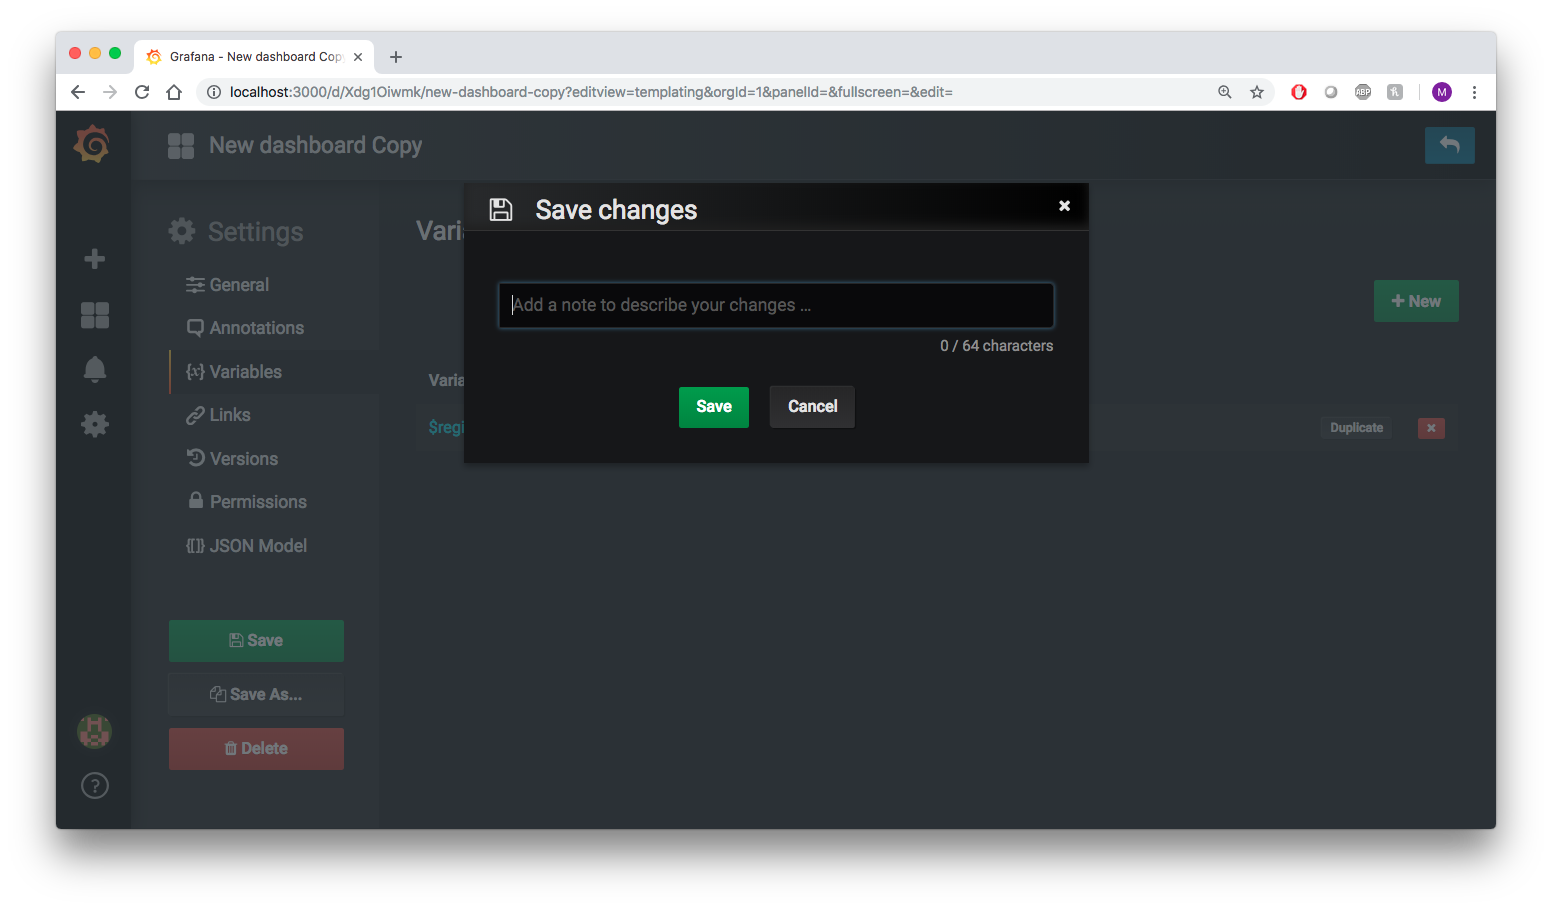 Grafana - New dashboard Cop
localhost:3000/d/Xdg1Oiwmk/new-dashboard-copy?editview=templating&orgId=1&panelId=&fullscreen=&edit=
ABP
M
New dashboard Copy
Save changes
Settings
Vari
General
Add a note to describe your changes ...
+ New
Annotations
0 / 64 characters
{x} Variables
Varia
Save
Cancel
Links
$regi
Duplicate
Versions
Permissions
JSON Model
Save
Save As...
Delete